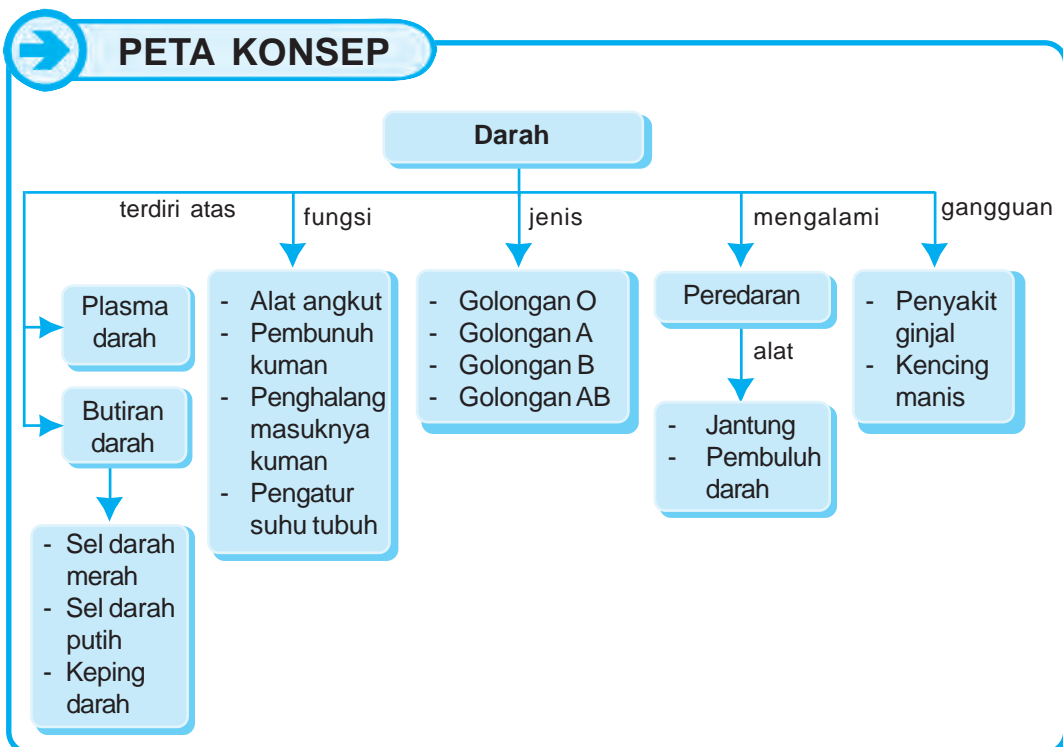 PETA KONSEP
Darah
terdiri atas
fungsi
jenis
mengalami
gangguan
Plasma
darah
Butiran
darah
- Sel darah
merah
- Sel darah
putih
- Keping
darah
- Alat angkut
- Pembunuh
kuman
- Penghalang
masuknya
kuman
- Pengatur
suhu tubuh
- Golongan O
- Golongan A
- Golongan B
- Golongan AB
Peredaran
alat
- Jantung
- Pembuluh
darah
- Penyakit
ginjal
- Kencing
manis